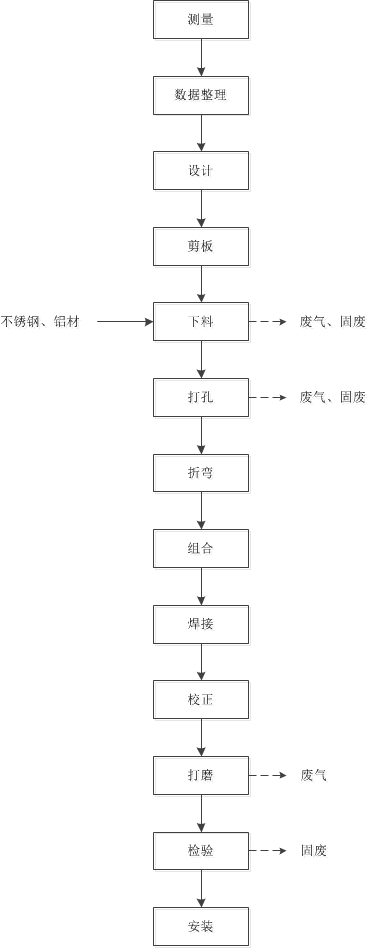 测量
数据整理
设计
剪板
不锈钢、铝材
下料
废气、固废
打孔
废气、固废
折弯
组合
焊接
校正
打磨
废气
检验
固废
安装